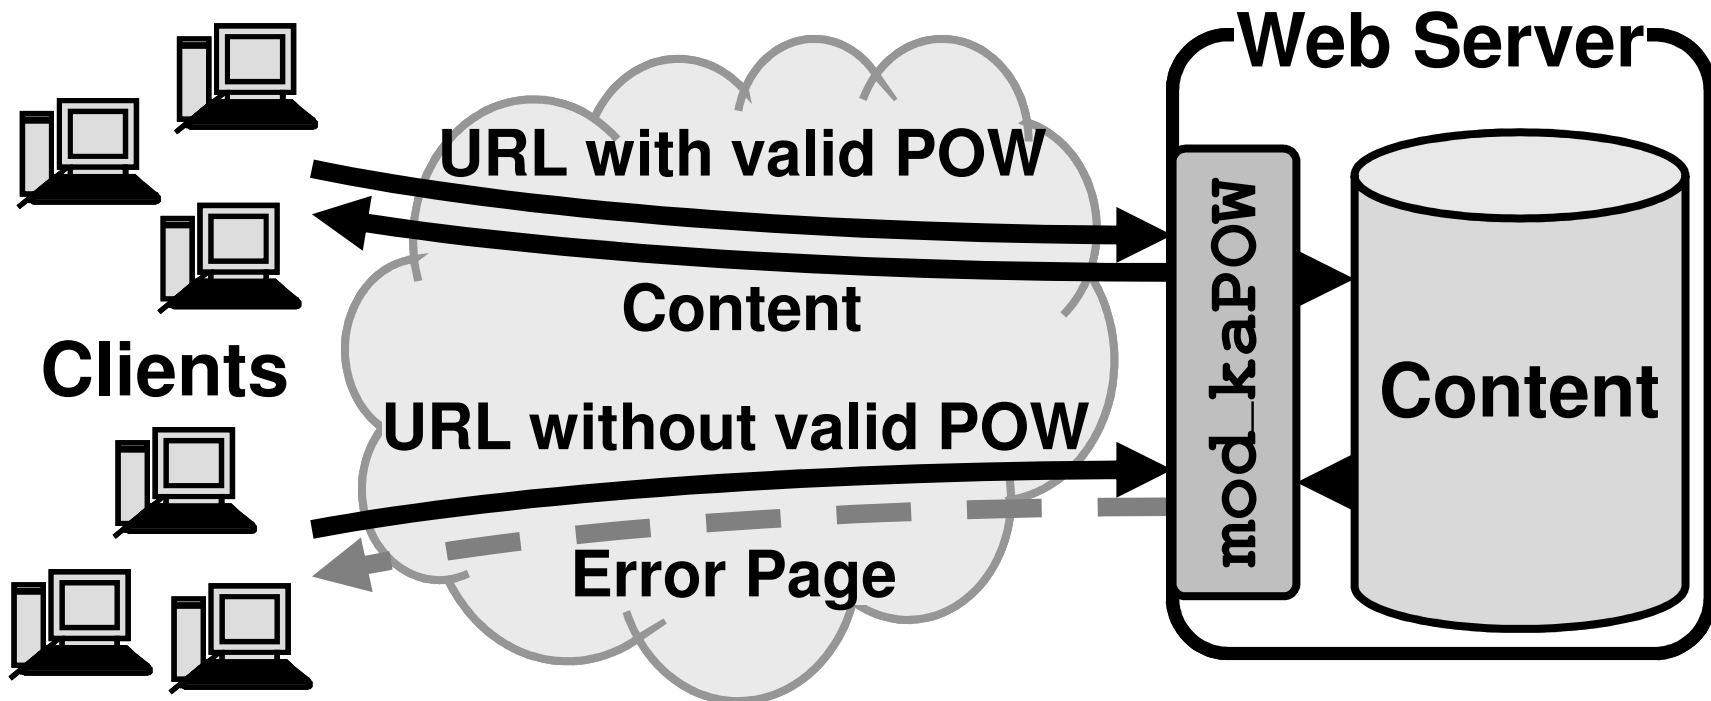 Web Server
URL with valid POW
Content
Clients
URL without valid POW
Error Page
mod_kaPOW
Content